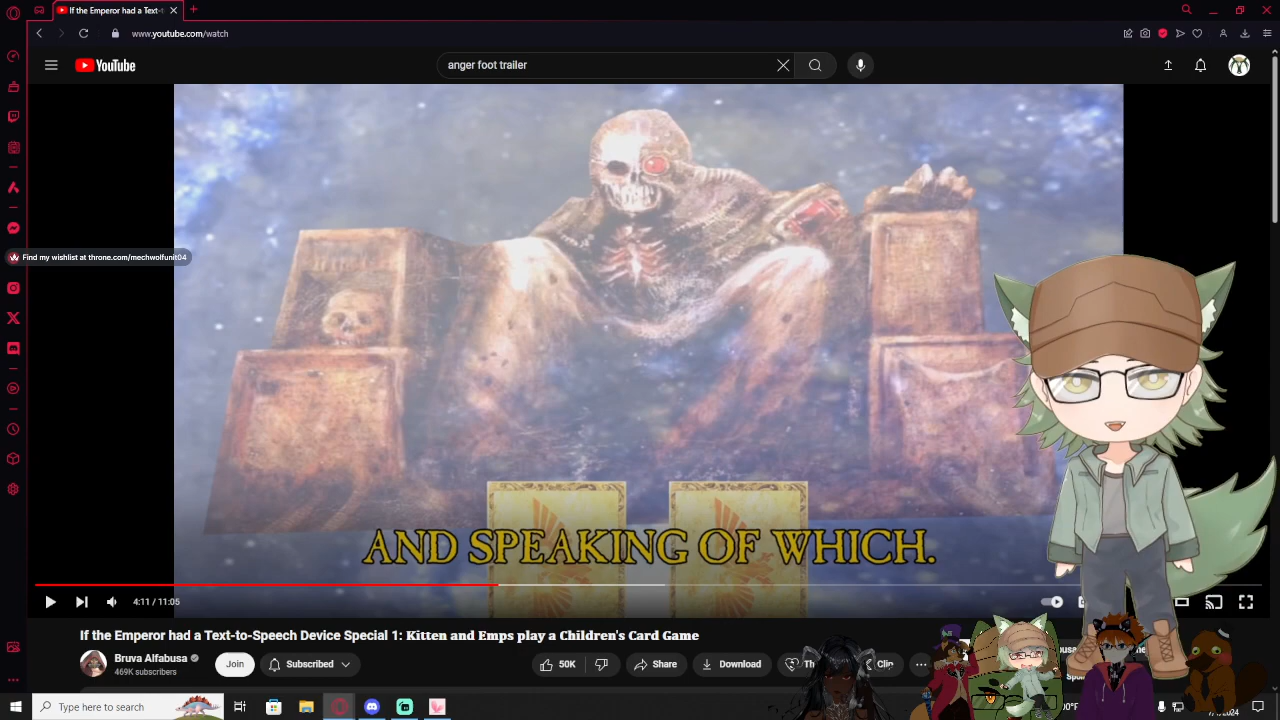 If the Emperor had a Text-
www.youtube.com/watch
YouTube
anger foot trailer
Find my wishlist at throne.com/mechwolfunit04
AND SPEAKING OF WHICH.
4:11 / 11:05
If the Emperor had a Text-to-Speech Device Special 1: Kitten and Emps play a Children's Card Game
Bruva Alfabusa
469K subscribers
Join
Subscribed
50K
Share
Download
Th
Clip
Type here to search